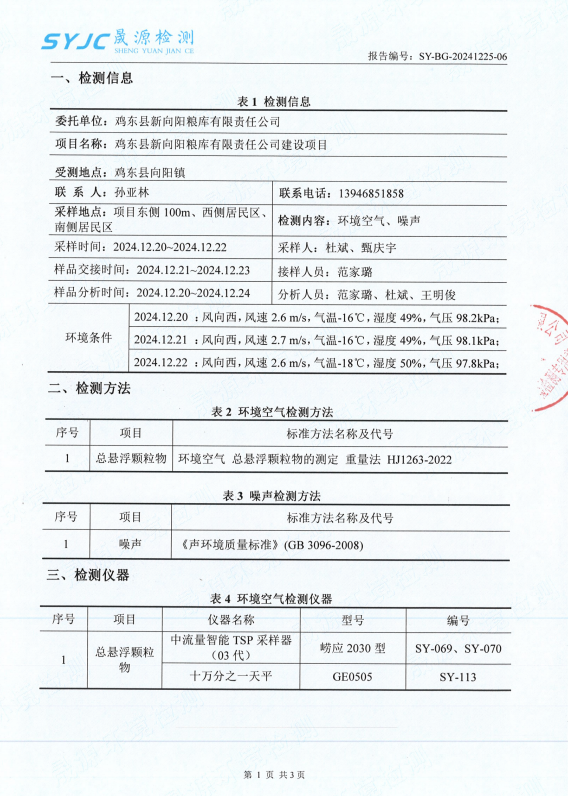 SYJC 晟源检测
SHENG YUAN JIAN CE
报告编号：SY-BG-20241225-06
一、检测信息
表 1 检测信息
委托单位：鸡东县新向阳粮库有限责任公司
项目名称：鸡东县新向阳粮库有限责任公司建设项目
受测地点：鸡东县向阳镇
联 系 人：孙亚林 联系电话：13946851858
采样地点：项目东侧 100m、西侧居民区、
南侧居民区 检测内容：环境空气、噪声
采样时间：2024.12.20~2024.12.22 采样人：杜斌、甄庆宇
样品交接时间：2024.12.21~2024.12.23 接样人员：范家璐
样品分析时间：2024.12.20~2024.12.24 分析人员：范家璐、杜斌、王明俊
环境条件
2024.12.20 ：风向西，风速 2.6 m/s，气温-16℃，湿度 49%，气压 98.2kPa；
2024.12.21 ：风向西，风速 2.7 m/s，气温-16℃，湿度 49%，气压 98.1kPa；
2024.12.22 ：风向西，风速 2.6 m/s，气温-18℃，湿度 50%，气压 97.8kPa；
二、检测方法
表 2 环境空气检测方法
序号 项目 标准方法名称及代号
1 总悬浮颗粒物 环境空气 总悬浮颗粒物的测定 重量法 HJ1263-2022
表 3 噪声检测方法
序号 项目 标准方法名称及代号
1 噪声 《声环境质量标准》(GB 3096-2008)
三、检测仪器
表 4 环境空气检测仪器
序号 项目 仪器名称 型号 编号
1 总悬浮颗粒物
中流量智能 TSP 采样器
（03 代） 崂应 2030 型 SY-069、SY-070
十万分之一天平 GE0505 SY-113
第 1 页 共 3 页